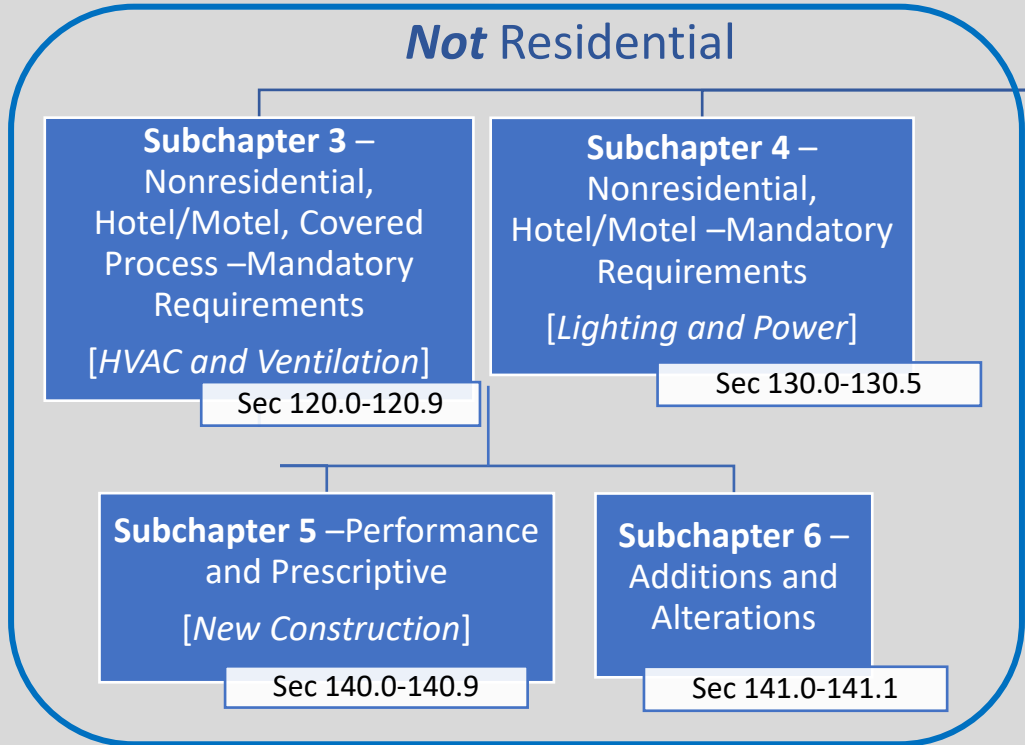 Not Residential
Subchapter 3 –
Nonresidential,
Hotel/Motel, Covered
Process –Mandatory
Requirements
[HVAC and Ventilation]
Sec 120.0-120.9
Subchapter 4 –
Nonresidential,
Hotel/Motel –Mandatory
Requirements
[Lighting and Power]
Sec 130.0-130.5
Subchapter 5 –Performance
and Prescriptive
[New Construction]
Sec 140.0-140.9
Subchapter 6 –
Additions and
Alterations
Sec 141.0-141.1